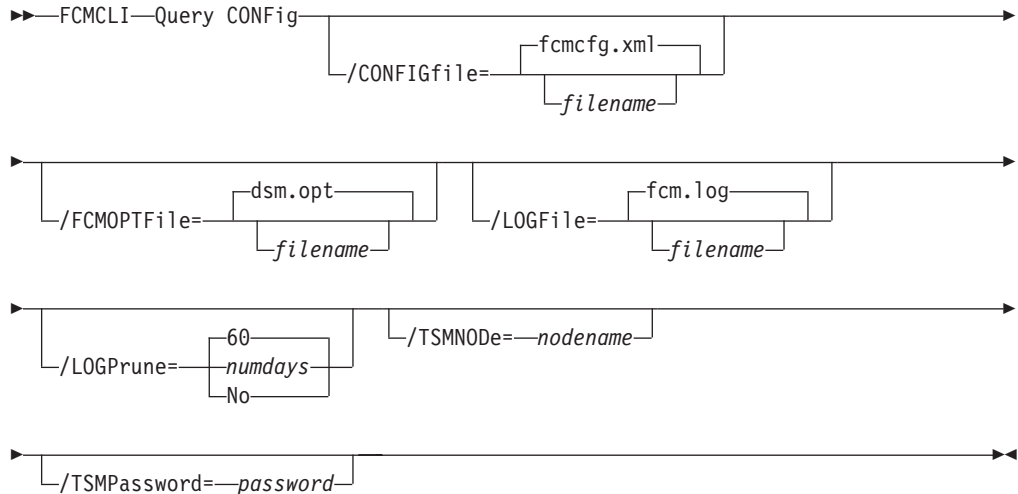 FCMCLI Query CONFig
fcmcfg.xml
/CONFIGfile=
filename
dsm.opt
fcm.log
/FCMOPTFile=
/LOGFile=
filename
filename
60
/TSMNODe= nodename
/LOGPrune=
numdays
No
/TSMPassword= password